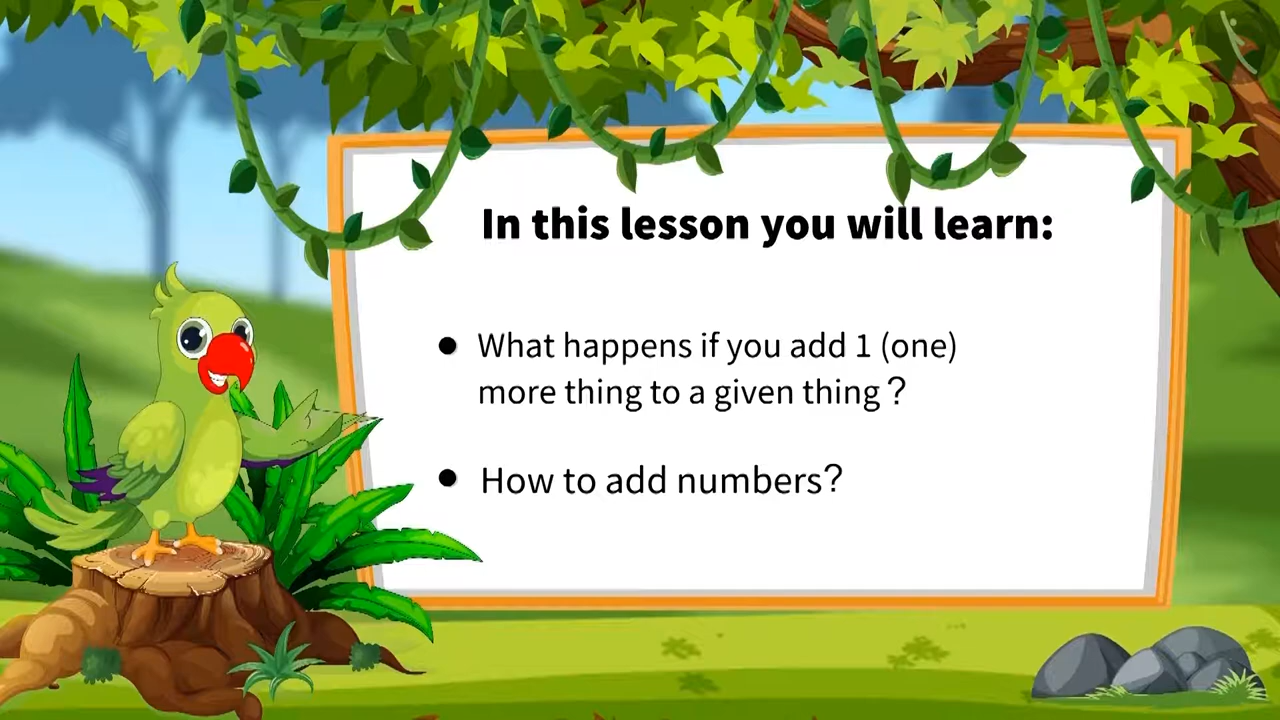 In this lesson you will learn:
● What happens if you add 1 (one)
more thing to a given thing ?
● How to add numbers?